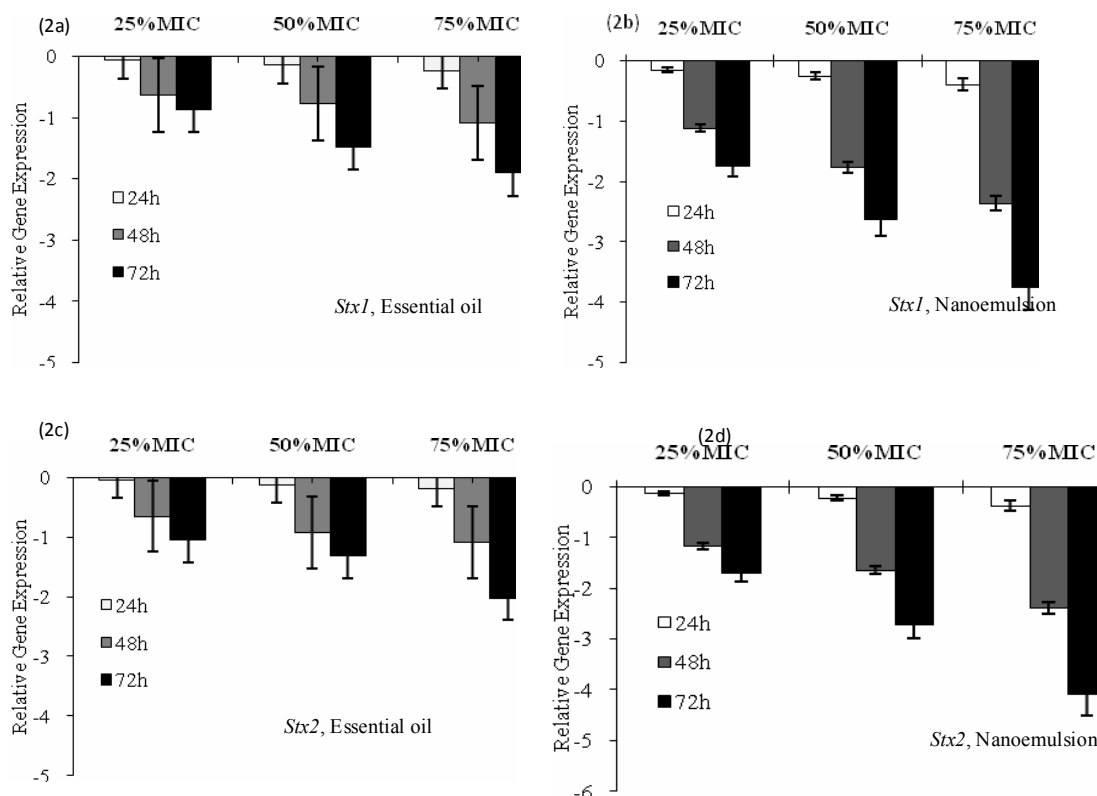 (2a)
25%MIC 50%MIC 75%MIC
0
-1
-2
-3
-4
-5
Relative Gene Expression
24h
48h
72h
Stx1, Essential oil
(2b)
25%MIC 50%MIC 75%MIC
0
-1
-2
-3
-4
-5
Relative Gene Expression
24h
48h
72h
Stx1, Nanoemulsion
(2c)
25%MIC 50%MIC 75%MIC
0
-1
-2
-3
-4
-5
Relative Gene Expression
24h
48h
72h
Stx2, Essential oil
(2d)
25%MIC 50%MIC 75%MIC
0
-1
-2
-3
-4
-5
-6
Relative Gene Expression
24h
48h
72h
Stx2, Nanoemulsion